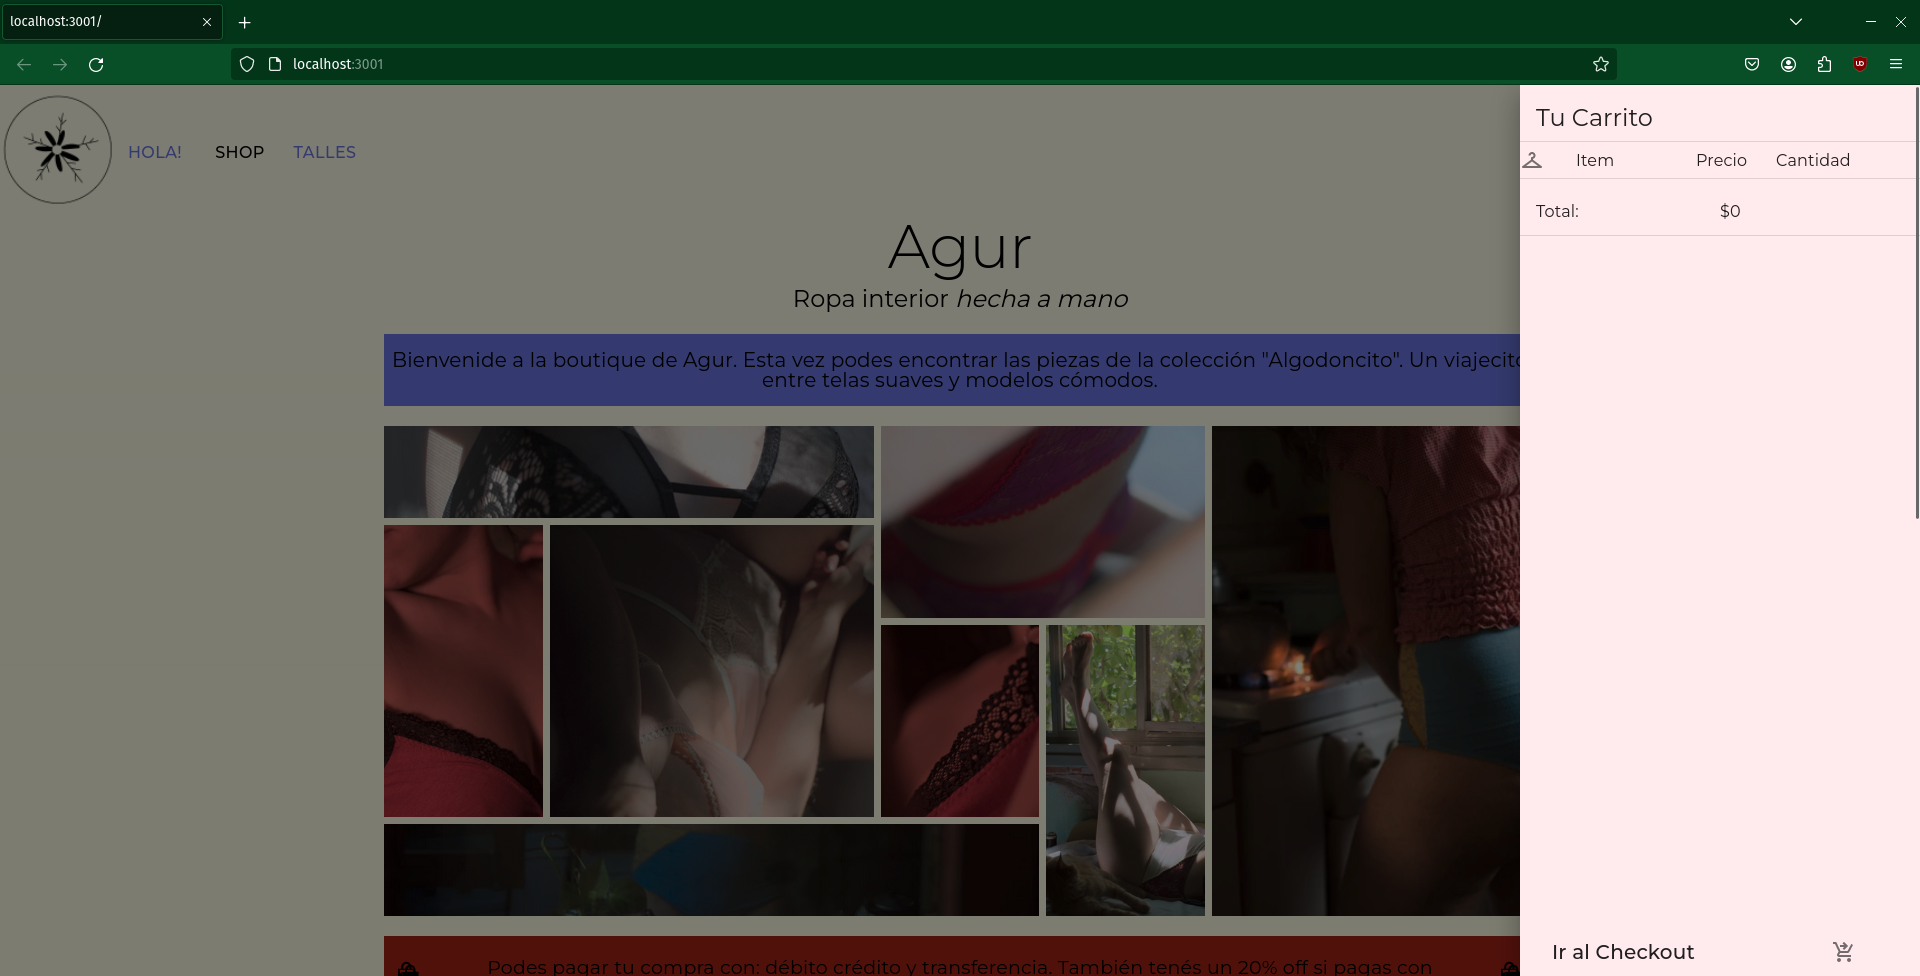 localhost:3001/
localhost:3001
HOLA!
SHOP
TALLES
Agur
Ropa interior hecha a mano
Bienvenide a la boutique de Agur. Esta vez podes encontrar las piezas de la colección "Algodoncito". Un viajecito
entre telas suaves y modelos cómodos.
Podes pagar tu compra con: débito crédito y transferencia. También tenés un 20% off si pagas con
Tu Carrito
Item Precio Cantidad
Total: $0
Ir al Checkout